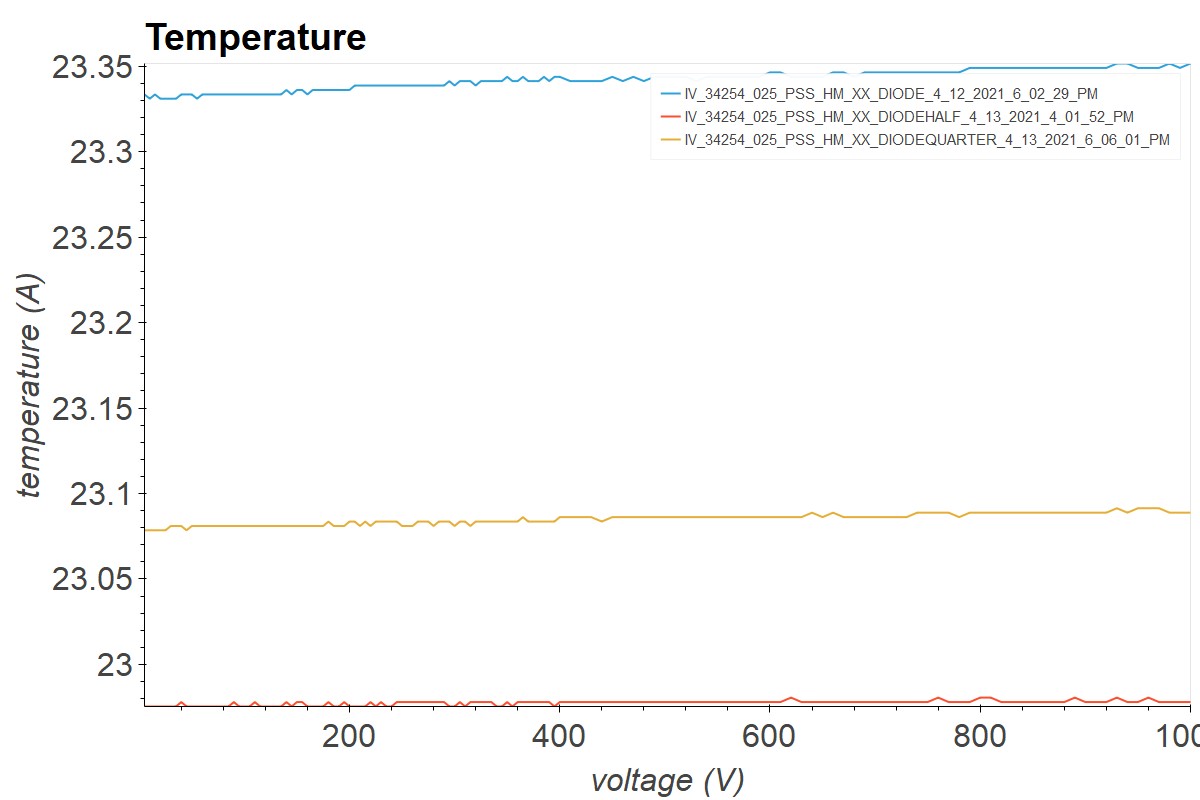 Temperature
23.35
23.3
23.25
23.2
23.15
23.1
23.05
23
temperature (A)
IV_34254_025_PSS_HM_XX_DIODE_4_12_2021_6_02_29_PM
IV_34254_025_PSS_HM_XX_DIODEHALF_4_13_2021_4_01_52_PM
IV_34254_025_PSS_HM_XX_DIODEQUARTER_4_13_2021_6_06_01_PM
200 400 600 800 100
voltage (V)